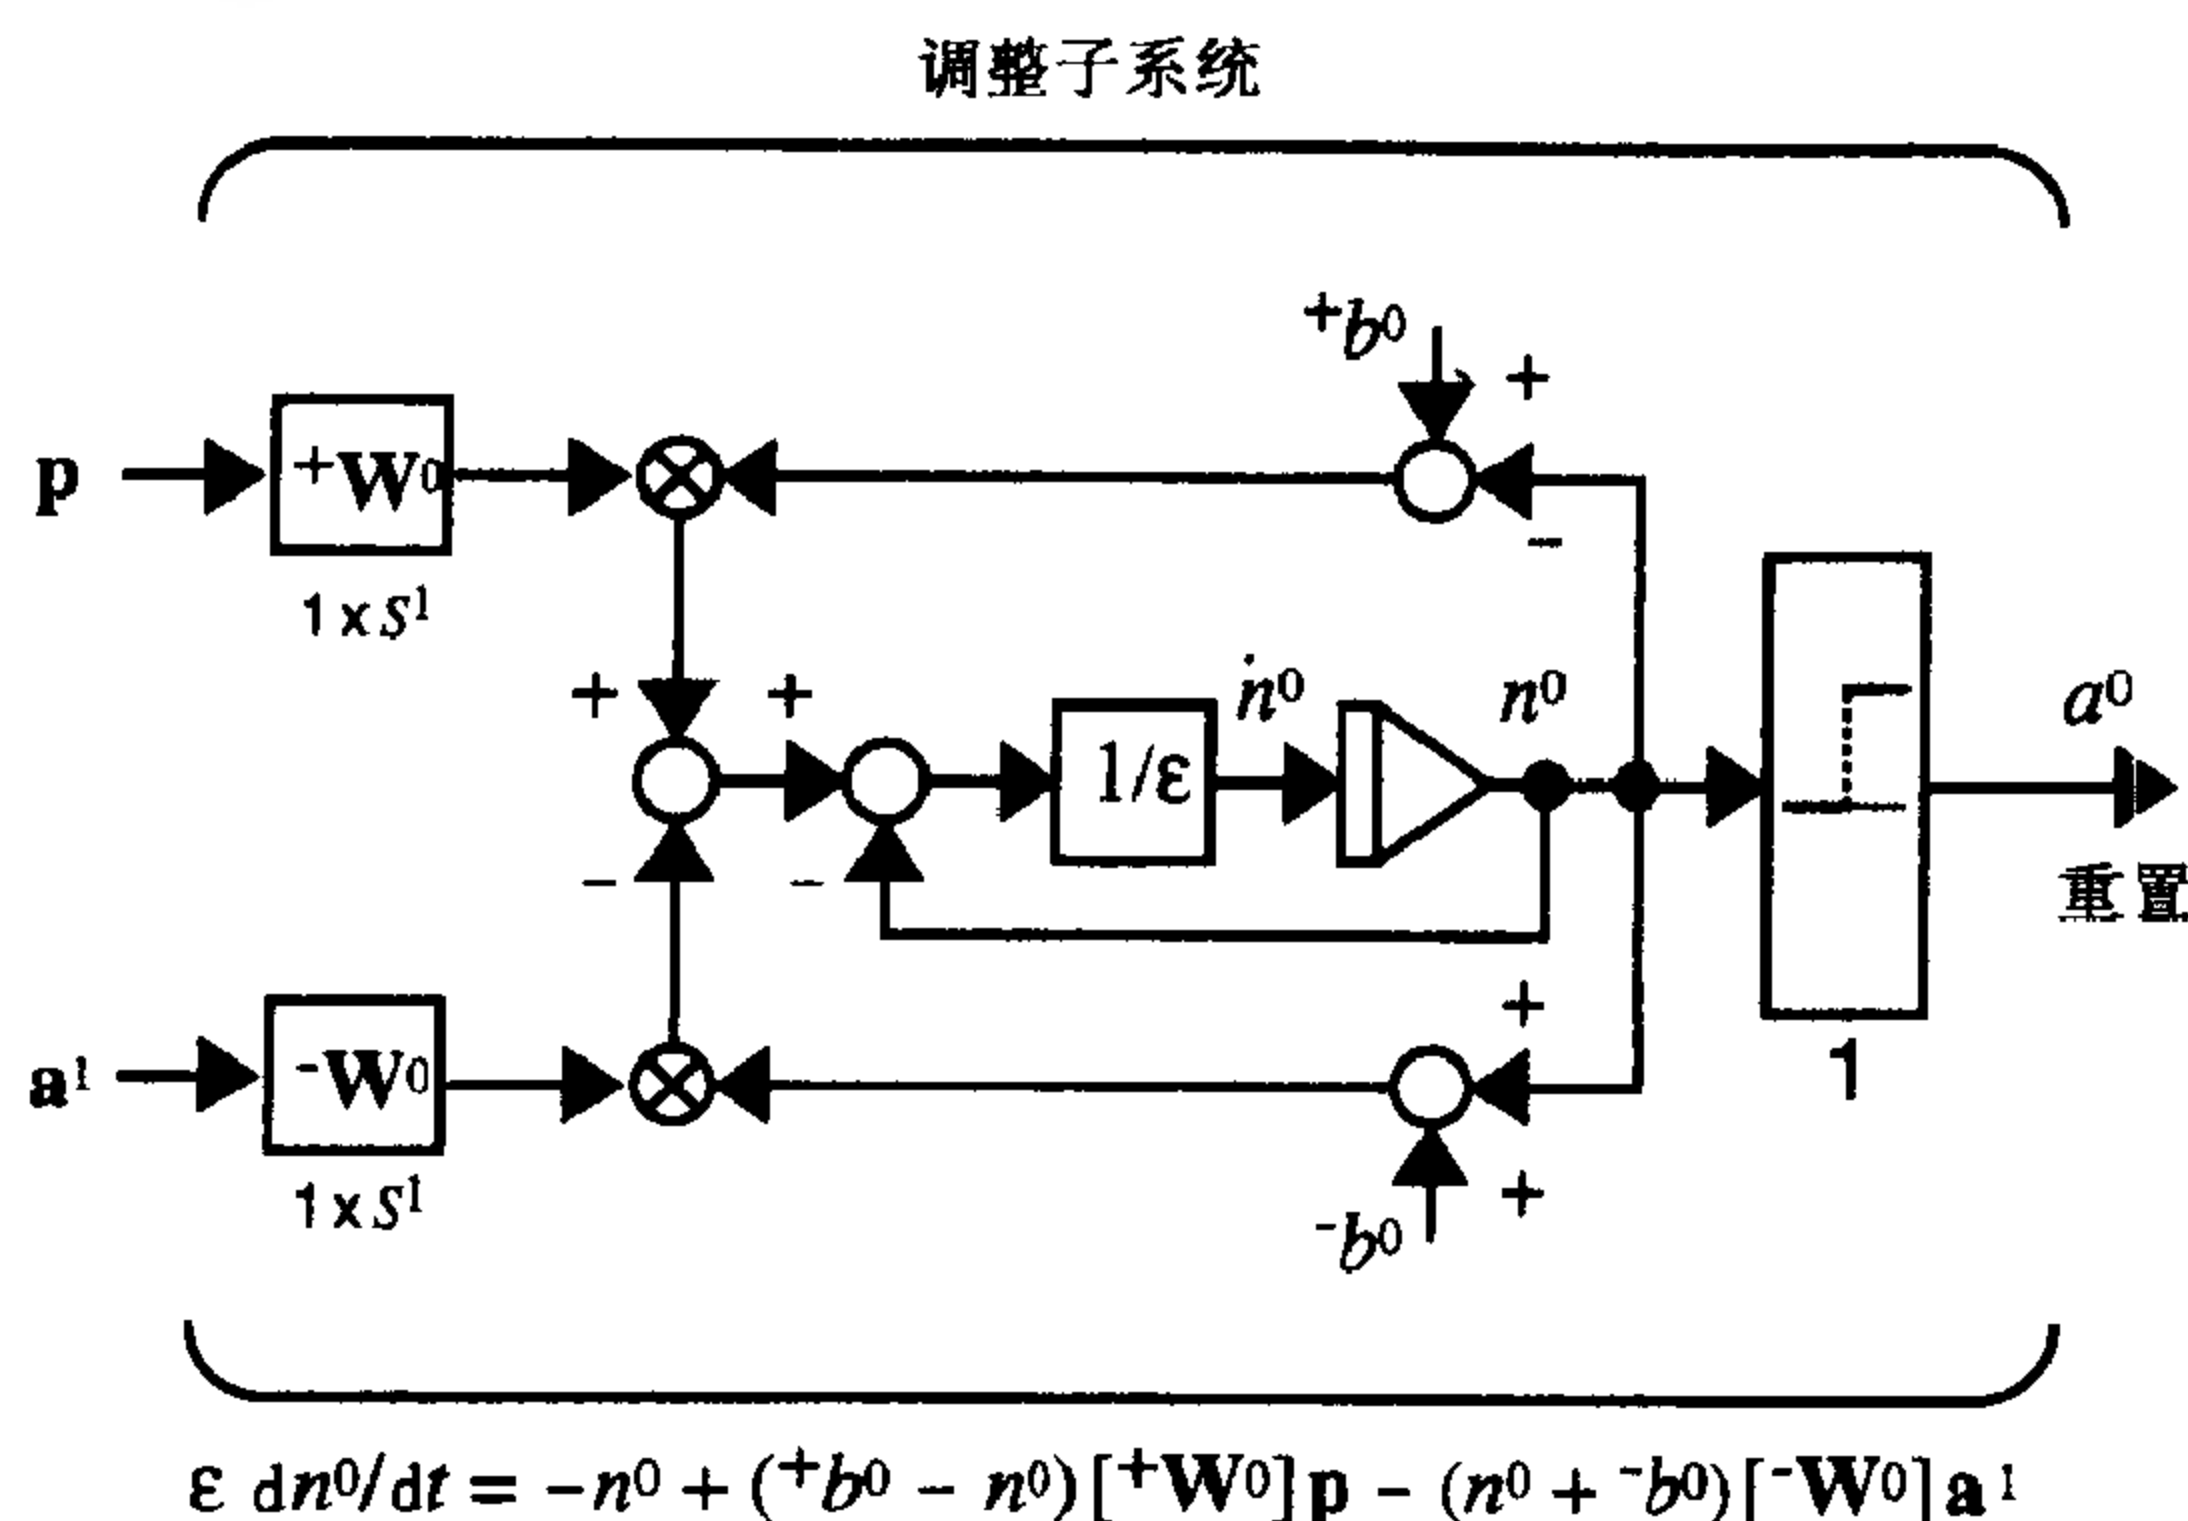 调整子系统
⁺b⁰
+
p
⁺W⁰
-
1 x S¹
+
+
ṅ⁰
n⁰
a⁰
1/ε
-
-
重置
+
a¹
⁻W⁰
1
1 x S¹
+
⁻b⁰
ε dn⁰/dt = -n⁰ + (⁺b⁰ - n⁰)[⁺W⁰]p - (n⁰ + ⁻b⁰)[⁻W⁰]a¹